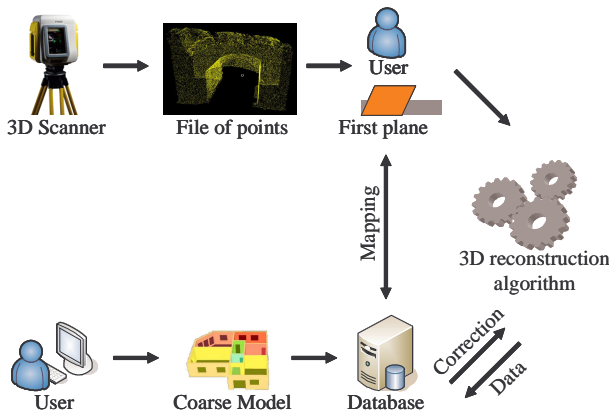 User
3D Scanner
File of points
First plane
Mapping
3D reconstruction
algorithm
Correction
Data
User
Coarse Model
Database